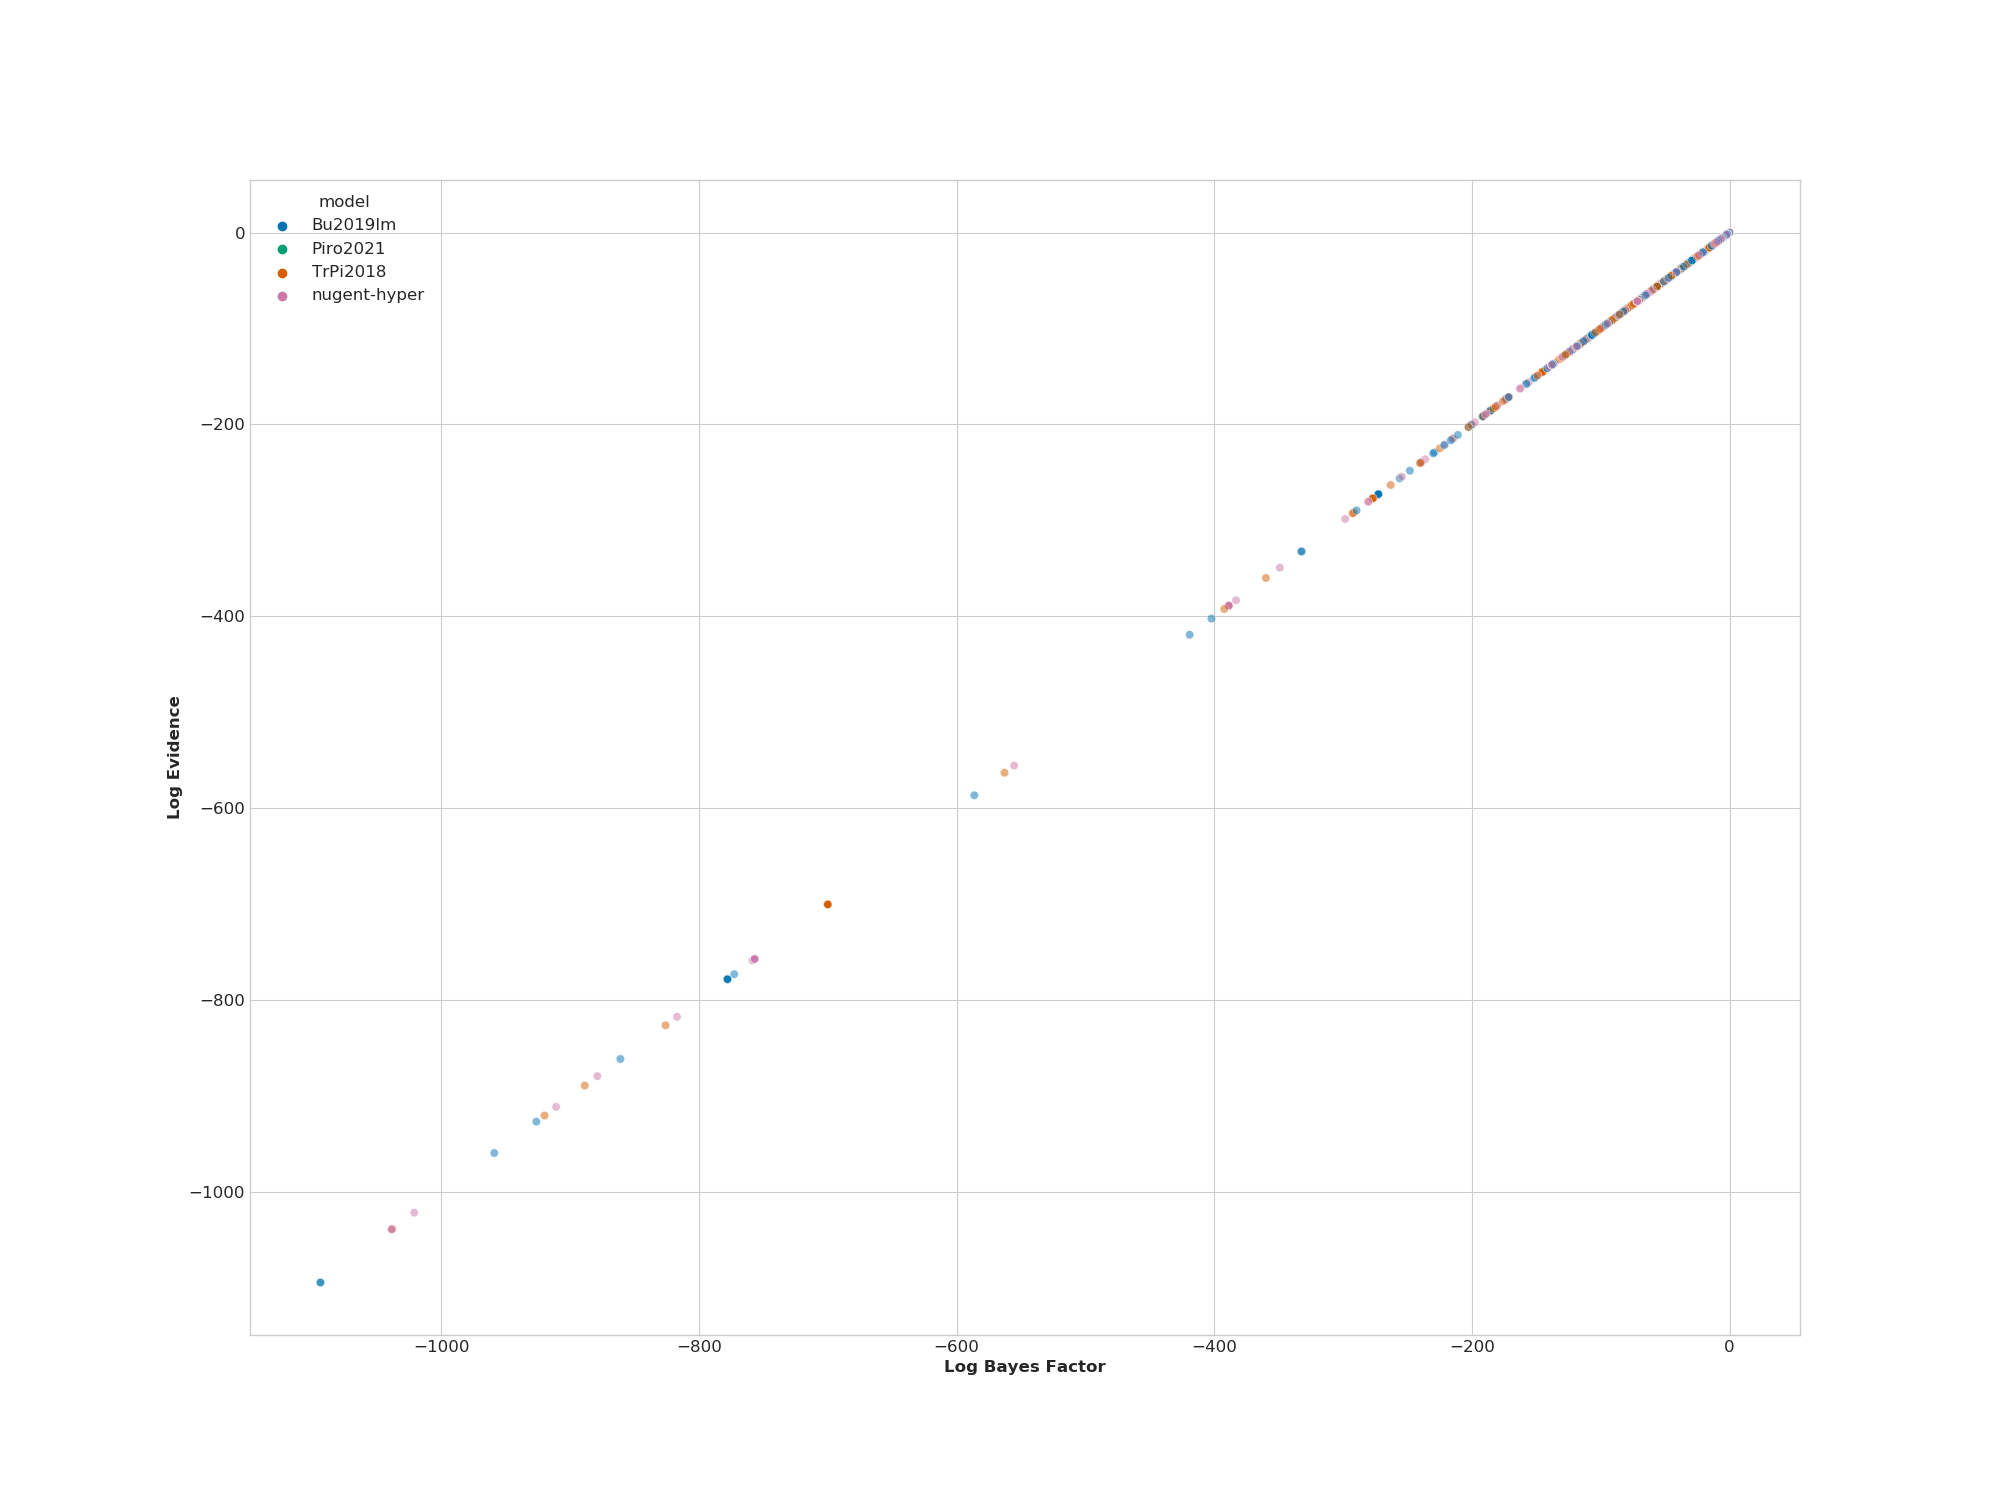 model
Bu2019lm
Piro2021
TrPi2018
nugent-hyper
0
−200
−400
−600
−800
−1000
Log Evidence
−1000 −800 −600 −400 −200 0
Log Bayes Factor